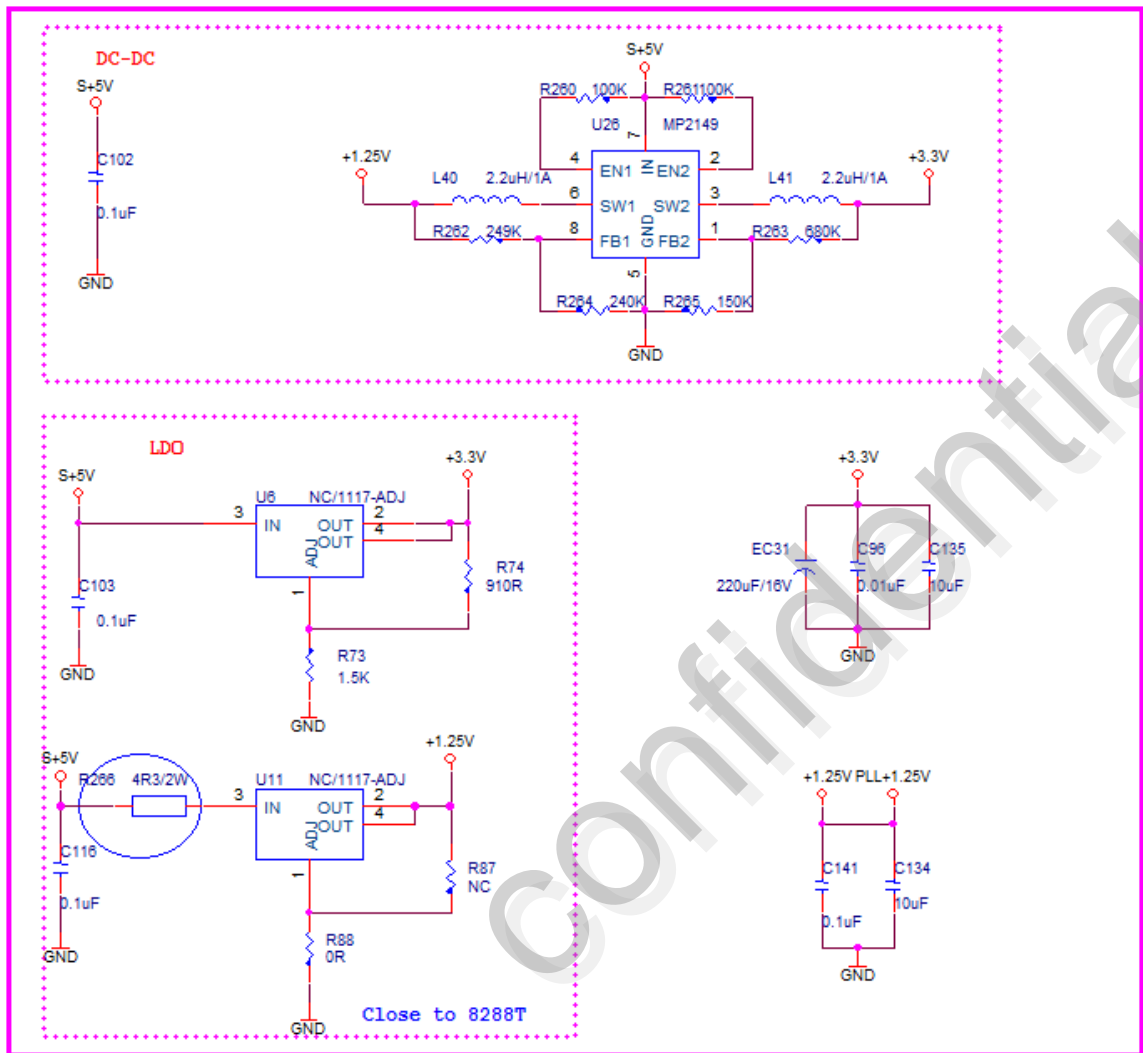 DC-DC
S+5V
C102
0.1uF
GND
S+5V
R260 100K
R261100K
U26
MP2149
7
4
EN1
IN
EN2
2
+1.25V
+3.3V
L40 2.2uH/1A
6
SW1
SW2
3
L41 2.2uH/1A
R262 249K
8
FB1
GND
FB2
1
R263 680K
5
R264 240K
R265 150K
GND
LDO
S+5V
+3.3V
U6
NC/1117-ADJ
3
IN
OUT
2
OUT
4
ADJ
1
R74
910R
C103
0.1uF
GND
R73
1.5K
GND
+3.3V
EC31
220uF/16V
C96
0.01uF
C135
10uF
GND
S+5V
R266 4R3/2W
+1.25V
U11
NC/1117-ADJ
3
IN
OUT
2
OUT
4
ADJ
1
R87
NC
C116
0.1uF
GND
R88
0R
GND
Close to 8288T
+1.25V PLL+1.25V
C141
0.1uF
C134
10uF
GND
confidential